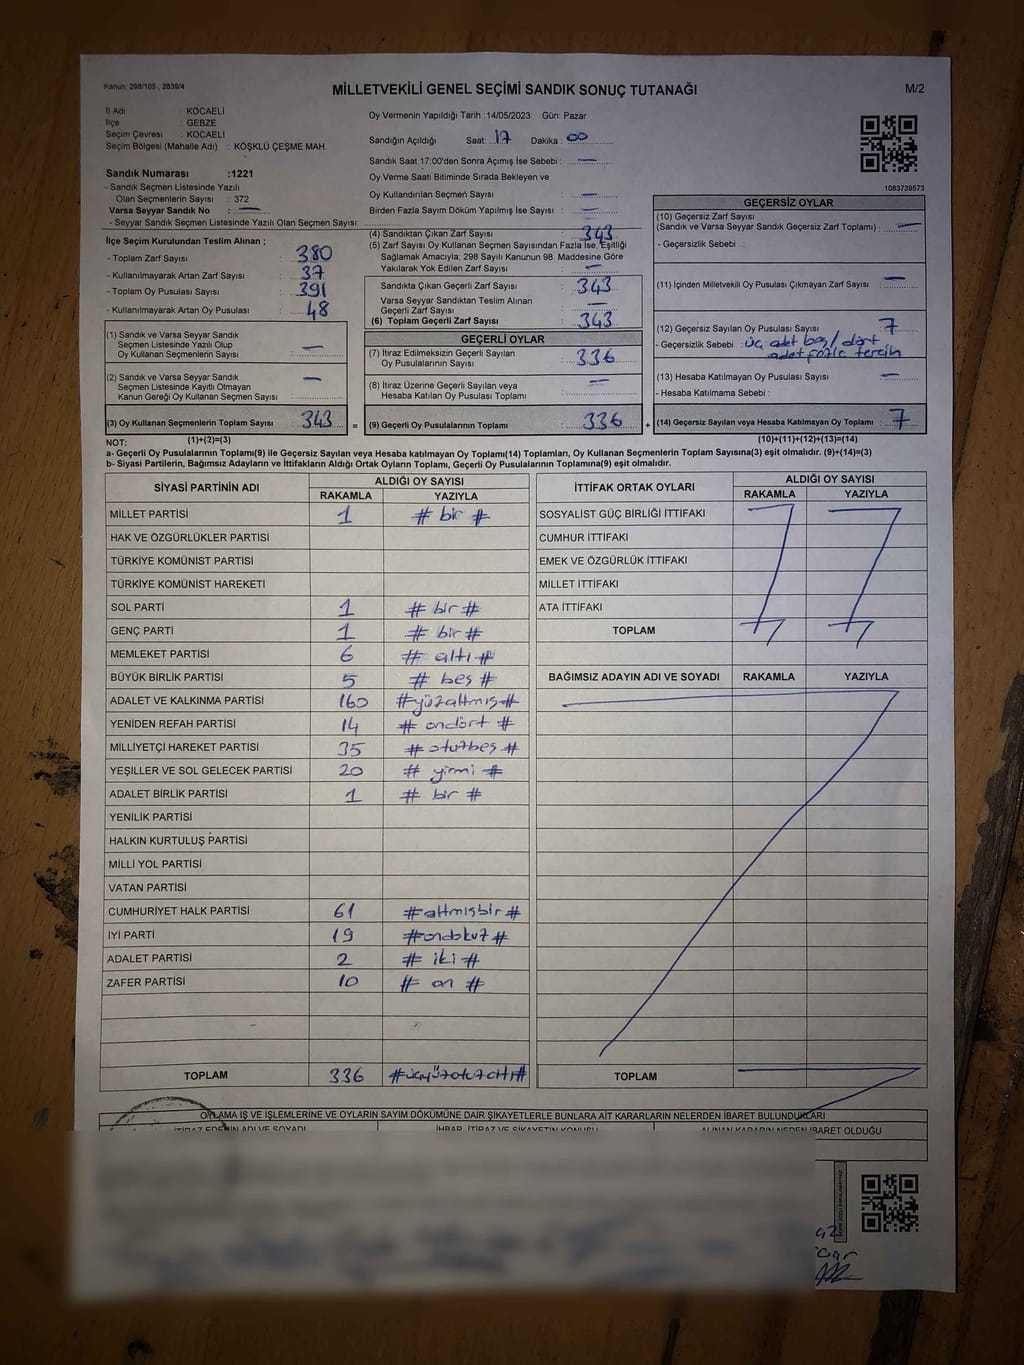 Kanun: 298/105 , 2839/4
MİLLETVEKİLİ GENEL SEÇİMİ SANDIK SONUÇ TUTANAĞI
M/2
İl Adı : KOCAELİ
İlçe : GEBZE
Seçim Çevresi : KOCAELİ
Seçim Bölgesi (Mahalle Adı) : KÖŞKLÜ ÇEŞME MAH.
Sandık Numarası :1221
- Sandık Seçmen Listesinde Yazılı
Olan Seçmenlerin Sayısı : 372
Varsa Seyyar Sandık No : —
- Seyyar Sandık Seçmen Listesinde Yazılı Olan Seçmen Sayısı:
İlçe Seçim Kurulundan Teslim Alınan ;
- Toplam Zarf Sayısı : 380
- Kullanılmayarak Artan Zarf Sayısı : 37
- Toplam Oy Pusulası Sayısı : 391
- Kullanılmayarak Artan Oy Pusulası : 48
(1) Sandık ve Varsa Seyyar Sandık
Seçmen Listesinde Yazılı Olup
Oy Kullanan Seçmenlerin Sayısı : —
(2) Sandık ve Varsa Seyyar Sandık
Seçmen Listesinde Kayıtlı Olmayan
Kanun Gereği Oy Kullanan Seçmen Sayısı : —
(3) Oy Kullanan Seçmenlerin Toplam Sayısı : 343
(1)+(2)=(3)
Oy Vermenin Yapıldığı Tarih :14/05/2023 Gün: Pazar
Sandığın Açıldığı Saat: 17 Dakika : 00
Sandık Saat 17:00'den Sonra Açımış İse Sebebi : —
Oy Verme Saati Bitiminde Sırada Bekleyen ve
Oy Kullandırılan Seçmen Sayısı : —
Birden Fazla Sayım Döküm Yapılmış İse Sayısı : —
(4) Sandıktan Çıkan Zarf Sayısı : 343
(5) Zarf Sayısı Oy Kullanan Seçmen Sayısından Fazla İse, Eşitliği
Sağlamak Amacıyla; 298 Sayılı Kanunun 98. Maddesine Göre
Yakılarak Yok Edilen Zarf Sayısı : —
Sandıkta Çıkan Geçerli Zarf Sayısı : 343
Varsa Seyyar Sandıktan Teslim Alınan
Geçerli Zarf Sayısı : —
(6) Toplam Geçerli Zarf Sayısı : 343
GEÇERLİ OYLAR
(7) İtiraz Edilmeksizin Geçerli Sayılan
Oy Pusulalarının Sayısı : 336
(8) İtiraz Üzerine Geçerli Sayılan veya
Hesaba Katılan Oy Pusulası Toplamı : —
= (9) Geçerli Oy Pusulalarının Toplamı : 336
1083739573
GEÇERSİZ OYLAR
(10) Geçersiz Zarf Sayısı
(Sandık ve Varsa Seyyar Sandık Geçersiz Zarf Toplamı) : —
- Geçersizlik Sebebi :
(11) İçinden Milletvekili Oy Pusulası Çıkmayan Zarf Sayısı : —
(12) Geçersiz Sayılan Oy Pusulası Sayısı : 7
- Geçersizlik Sebebi : üç adet boş/dört
adet fazla tercih
(13) Hesaba Katılmayan Oy Pusulası Sayısı : —
- Hesaba Katılmama Sebebi :
+ (14) Geçersiz Sayılan veya Hesaba Katılmayan Oy Toplamı : 7
(10)+(11)+(12)+(13)=(14)
NOT:
a- Geçerli Oy Pusulalarının Toplamı(9) ile Geçersiz Sayılan veya Hesaba katılmayan Oy Toplamı(14) Toplamları, Oy Kullanan Seçmenlerin Toplam Sayısına(3) eşit olmalıdır. (9)+(14)=(3)
b- Siyasi Partilerin, Bağımsız Adayların ve İttifakların Aldığı Ortak Oyların Toplamı, Geçerli Oy Pusulalarının Toplamına(9) eşit olmalıdır.
SİYASİ PARTİNİN ADI
ALDIĞI OY SAYISI
RAKAMLA YAZIYLA
MİLLET PARTİSİ 1 # bir #
HAK VE ÖZGÜRLÜKLER PARTİSİ
TÜRKİYE KOMÜNİST PARTİSİ
TÜRKİYE KOMÜNİST HAREKETİ
SOL PARTİ 1 # bir #
GENÇ PARTİ 1 # bir #
MEMLEKET PARTİSİ 6 # altı #
BÜYÜK BİRLİK PARTİSİ 5 # beş #
ADALET VE KALKINMA PARTİSİ 160 #yüzaltmış#
YENİDEN REFAH PARTİSİ 14 # ondört #
MİLLİYETÇİ HAREKET PARTİSİ 35 # otuzbeş #
YEŞİLLER VE SOL GELECEK PARTİSİ 20 # yirmi #
ADALET BİRLİK PARTİSİ 1 # bir #
YENİLİK PARTİSİ
HALKIN KURTULUŞ PARTİSİ
MİLLİ YOL PARTİSİ
VATAN PARTİSİ
CUMHURİYET HALK PARTİSİ 61 #altmışbir #
İYİ PARTİ 19 #ondokuz #
ADALET PARTİSİ 2 # iki #
ZAFER PARTİSİ 10 # on #
TOPLAM 336 #üçyüzotuzaltı#
İTTİFAK ORTAK OYLARI
ALDIĞI OY SAYISI
RAKAMLA YAZIYLA
SOSYALİST GÜÇ BİRLİĞİ İTTİFAKI
CUMHUR İTTİFAKI
EMEK VE ÖZGÜRLÜK İTTİFAKI
MİLLET İTTİFAKI
ATA İTTİFAKI
TOPLAM
BAĞIMSIZ ADAYIN ADI VE SOYADI RAKAMLA YAZIYLA
TOPLAM
OYLAMA İŞ VE İŞLEMLERİNE VE OYLARIN SAYIM DÖKÜMÜNE DAİR ŞİKAYETLERLE BUNLARA AİT KARARLARIN NELERDEN İBARET BULUNDUKLARI
İTİRAZ EDENİN ADI VE SOYADI İHBAR, İTİRAZ VE ŞİKAYETİN KONUSU ALINAN KARARIN NEDEN İBARET OLDUĞU